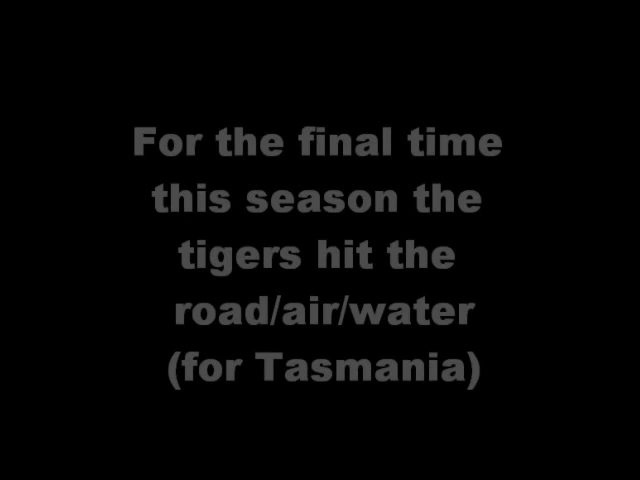 For the final time
this season the
tigers hit the
road/air/water
(for Tasmania)